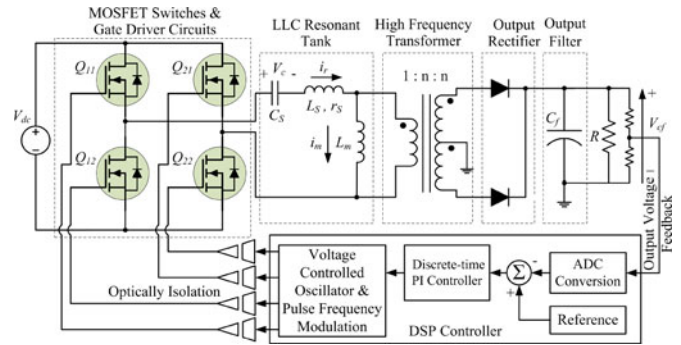 MOSFET Switches &
Gate Driver Circuits
LLC Resonant
Tank
High Frequency
Transformer
Output
Rectifier
Output
Filter
Q11
Q21
+ Vc -
ir
1 : n : n
Vdc
+
-
CS
LS , rS
im
Lm
Cf
R
+
Vcf
-
Q12
Q22
Output Voltage
Feedback
Optically Isolation
Voltage
Controlled
Oscillator &
Pulse Frequency
Modulation
Discrete-time
PI Controller
Σ
-
+
ADC
Conversion
Reference
DSP Controller